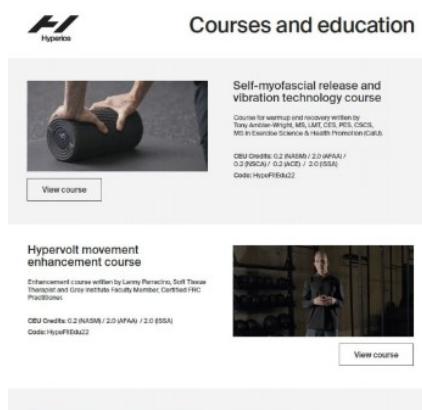 Hyperice
Courses and education
Self-myofascial release and
vibration technology course
Course for warmup and recovery written by
Tony Ambler-Wright, MS, LMT, CES, PES, CSCS,
MS in Exercise Science & Health Promotion (CalU).
CEU Credits: 0.2 (NASM) / 2.0 (AFAA) /
0.2 (NSCA) / 0.2 (ACE) / 2.0 (ISSA)
Code: HypeFitEdu22
View course
Hypervolt movement
enhancement course
Enhancement course written by Lenny Parracino, Soft Tissue
Therapist and Gray Institute Faculty Member, Certified FRC
Practitioner.
CEU Credits: 0.2 (NASM) / 2.0 (AFAA) / 2.0 (ISSA)
Code: HypeFitEdu22
View course